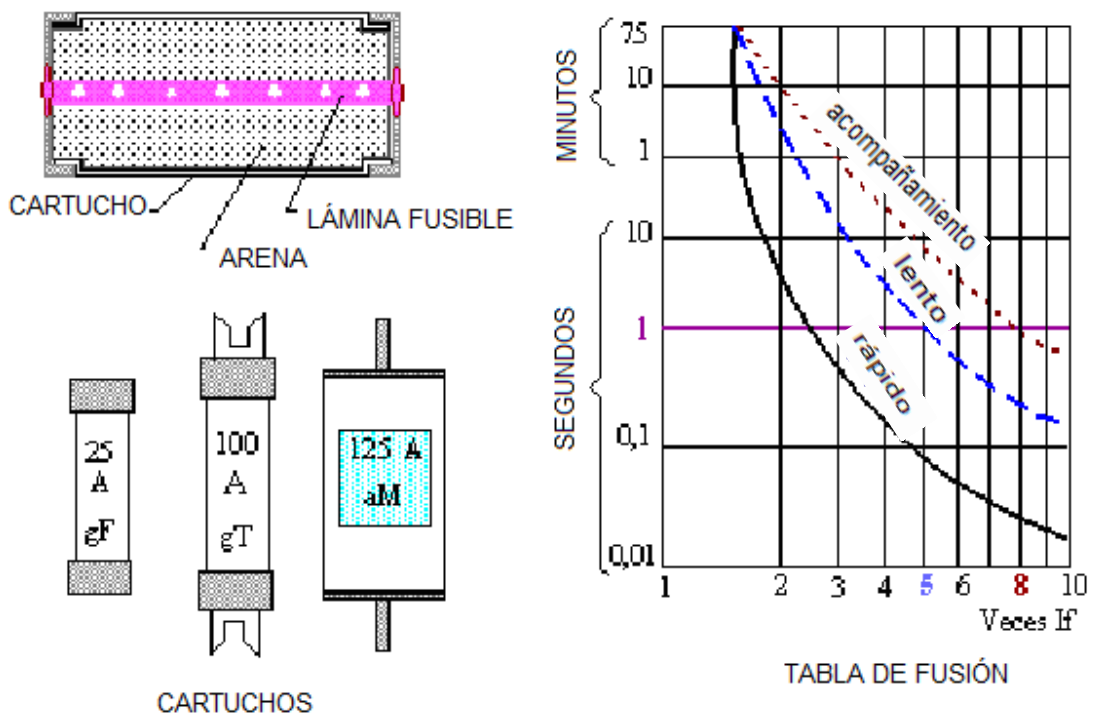 CARTUCHO
ARENA
LÁMINA FUSIBLE
25
A
gF
100
A
gT
125 A
aM
CARTUCHOS
MINUTOS
SEGUNDOS
75
10
1
10
1
0,1
0,01
acompañamiento
lento
rápido
1 2 3 4 5 6 8 10
Veces If
TABLA DE FUSIÓN